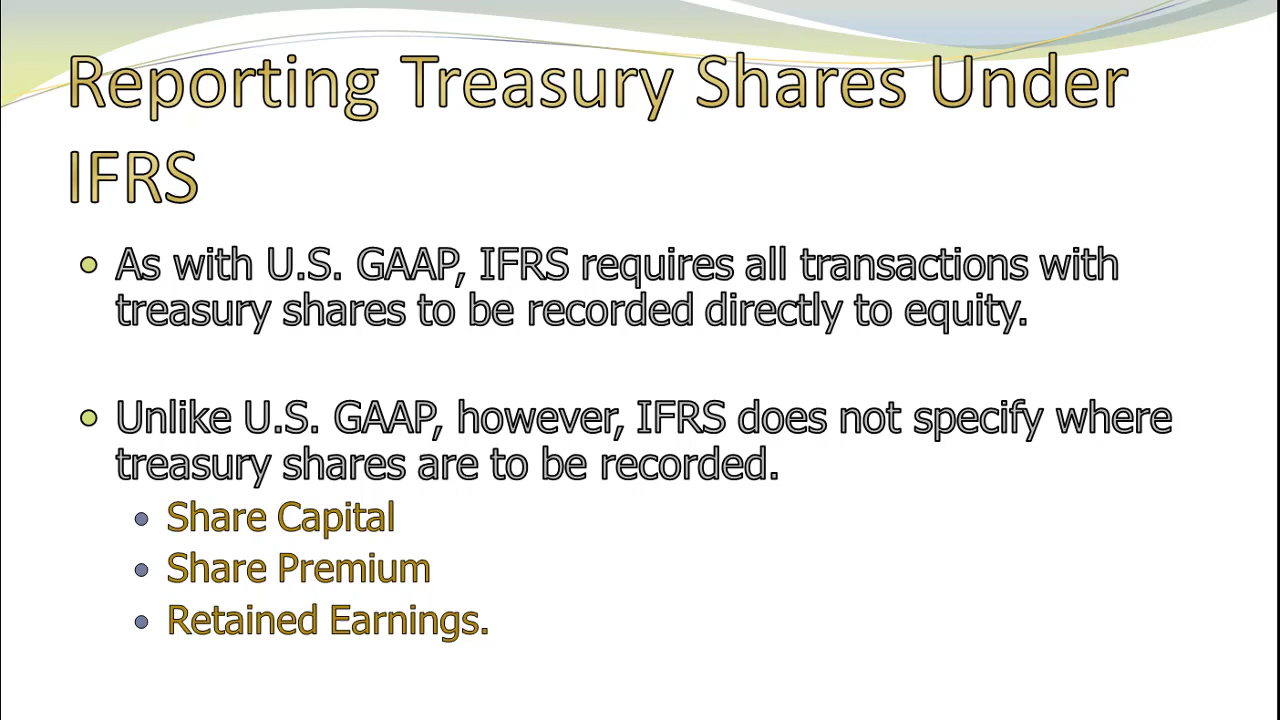 Reporting Treasury Shares Under
IFRS
• As with U.S. GAAP, IFRS requires all transactions with
treasury shares to be recorded directly to equity.
• Unlike U.S. GAAP, however, IFRS does not specify where
treasury shares are to be recorded.
• Share Capital
• Share Premium
• Retained Earnings.